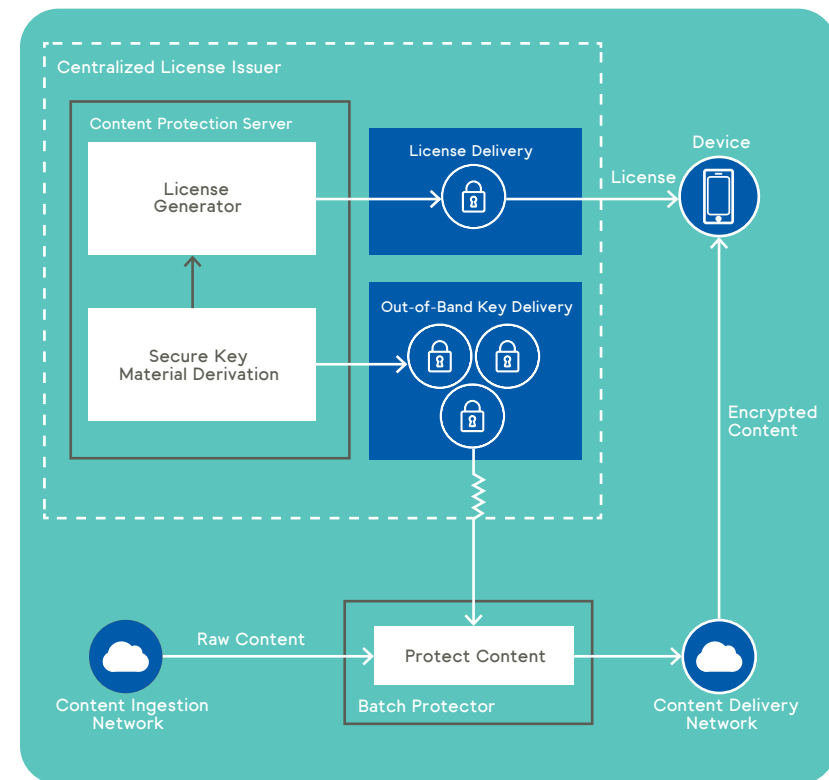 Centralized License Issuer
Content Protection Server
License
Generator
License Delivery
License
Device
Secure Key
Material Derivation
Out-of-Band Key Delivery
Encrypted
Content
Raw Content
Protect Content
Content Ingestion
Network
Batch Protector
Content Delivery
Network